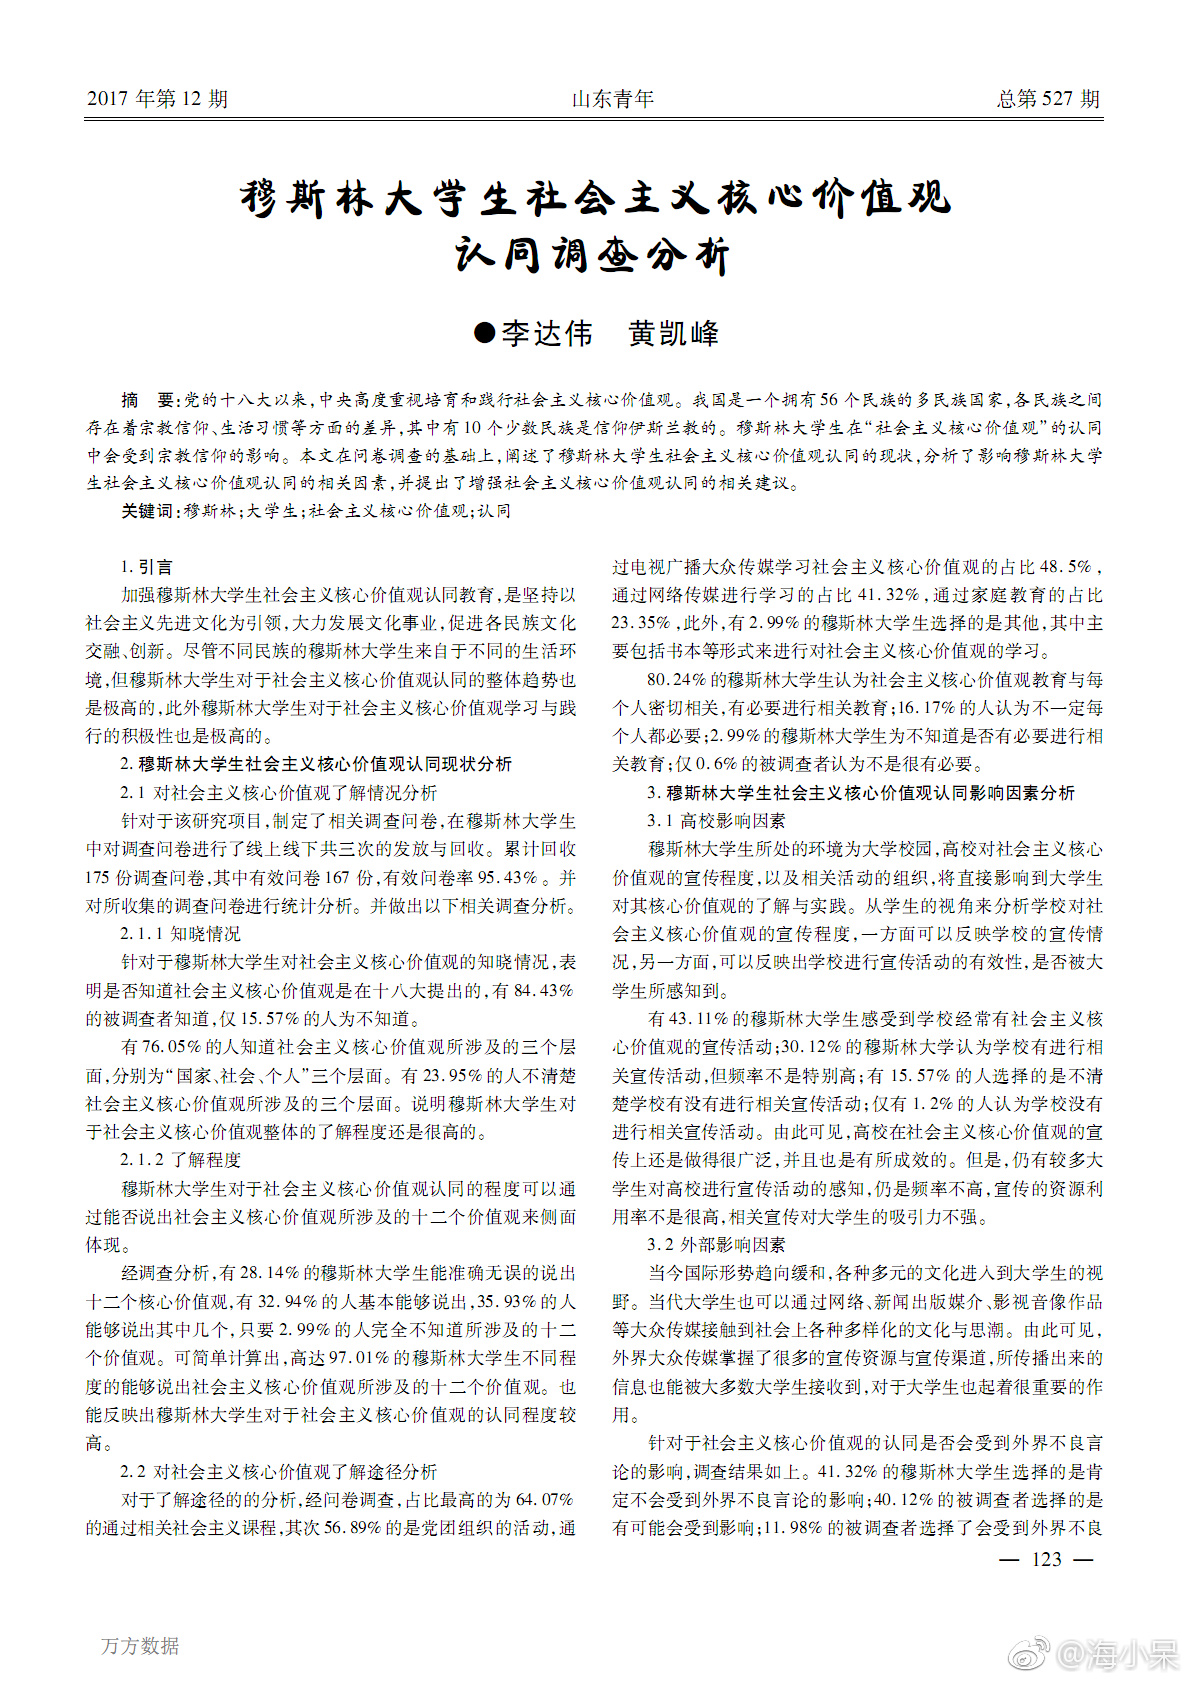 2017 年第 12 期 山东青年 总第 527 期
穆斯林大学生社会主义核心价值观
认同调查分析
●李达伟 黄凯峰
摘 要:党的十八大以来,中央高度重视培育和践行社会主义核心价值观。我国是一个拥有 56 个民族的多民族国家,各民族之间
存在着宗教信仰、生活习惯等方面的差异,其中有 10 个少数民族是信仰伊斯兰教的。穆斯林大学生在“社会主义核心价值观”的认同
中会受到宗教信仰的影响。本文在问卷调查的基础上,阐述了穆斯林大学生社会主义核心价值观认同的现状,分析了影响穆斯林大学
生社会主义核心价值观认同的相关因素,并提出了增强社会主义核心价值观认同的相关建议。
关键词:穆斯林;大学生;社会主义核心价值观;认同
1. 引言
加强穆斯林大学生社会主义核心价值观认同教育,是坚持以
社会主义先进文化为引领,大力发展文化事业,促进各民族文化
交融、创新。尽管不同民族的穆斯林大学生来自于不同的生活环
境,但穆斯林大学生对于社会主义核心价值观认同的整体趋势也
是极高的,此外穆斯林大学生对于社会主义核心价值观学习与践
行的积极性也是极高的。
2. 穆斯林大学生社会主义核心价值观认同现状分析
2.1 对社会主义核心价值观了解情况分析
针对于该研究项目,制定了相关调查问卷,在穆斯林大学生
中对调查问卷进行了线上线下共三次的发放与回收。累计回收
175 份调查问卷,其中有效问卷 167 份,有效问卷率 95.43%。并
对所收集的调查问卷进行统计分析。并做出以下相关调查分析。
2.1.1 知晓情况
针对于穆斯林大学生对社会主义核心价值观的知晓情况,表
明是否知道社会主义核心价值观是在十八大提出的,有 84.43%
的被调查者知道,仅 15.57% 的人为不知道。
有 76.05% 的人知道社会主义核心价值观所涉及的三个层
面,分别为“国家、社会、个人”三个层面。有 23.95% 的人不清楚
社会主义核心价值观所涉及的三个层面。说明穆斯林大学生对
于社会主义核心价值观整体的了解程度还是很高的。
2.1.2 了解程度
穆斯林大学生对于社会主义核心价值观认同的程度可以通
过能否说出社会主义核心价值观所涉及的十二个价值观来侧面
体现。
经调查分析,有 28.14% 的穆斯林大学生能准确无误的说出
十二个核心价值观,有 32.94% 的人基本能够说出,35.93% 的人
能够说出其中几个,只要 2.99% 的人完全不知道所涉及的十二
个价值观。可简单计算出,高达 97.01% 的穆斯林大学生不同程
度的能够说出社会主义核心价值观所涉及的十二个价值观。也
能反映出穆斯林大学生对于社会主义核心价值观的认同程度较
高。
2.2 对社会主义核心价值观了解途径分析
对于了解途径的的分析,经问卷调查,占比最高的为 64.07%
的通过相关社会主义课程,其次 56.89% 的是党团组织的活动,通
过电视广播大众传媒学习社会主义核心价值观的占比 48.5%,
通过网络传媒进行学习的占比 41.32%,通过家庭教育的占比
23.35%,此外,有 2.99% 的穆斯林大学生选择的是其他,其中主
要包括书本等形式来进行对社会主义核心价值观的学习。
80.24% 的穆斯林大学生认为社会主义核心价值观教育与每
个人密切相关,有必要进行相关教育;16.17% 的人认为不一定每
个人都必要;2.99% 的穆斯林大学生为不知道是否有必要进行相
关教育;仅 0.6% 的被调查者认为不是很有必要。
3. 穆斯林大学生社会主义核心价值观认同影响因素分析
3.1 高校影响因素
穆斯林大学生所处的环境为大学校园,高校对社会主义核心
价值观的宣传程度,以及相关活动的组织,将直接影响到大学生
对其核心价值观的了解与实践。从学生的视角来分析学校对社
会主义核心价值观的宣传程度,一方面可以反映学校的宣传情
况,另一方面,可以反映出学校进行宣传活动的有效性,是否被大
学生所感知到。
有 43.11% 的穆斯林大学生感受到学校经常有社会主义核
心价值观的宣传活动;30.12% 的穆斯林大学认为学校有进行相
关宣传活动,但频率不是特别高;有 15.57% 的人选择的是不清
楚学校有没有进行相关宣传活动;仅有 1.2% 的人认为学校没有
进行相关宣传活动。由此可见,高校在社会主义核心价值观的宣
传上还是做得很广泛,并且也是有所成效的。但是,仍有较多大
学生对高校进行宣传活动的感知,仍是频率不高,宣传的资源利
用率不是很高,相关宣传对大学生的吸引力不强。
3.2 外部影响因素
当今国际形势趋向缓和,各种多元的文化进入到大学生的视
野。当代大学生也可以通过网络、新闻出版媒介、影视音像作品
等大众传媒接触到社会上各种多样化的文化与思潮。由此可见,
外界大众传媒掌握了很多的宣传资源与宣传渠道,所传播出来的
信息也能被大多数大学生接收到,对于大学生也起着很重要的作
用。
针对于社会主义核心价值观的认同是否会受到外界不良言
论的影响,调查结果如上。41.32% 的穆斯林大学生选择的是肯
定不会受到外界不良言论的影响;40.12% 的被调查者选择的是
有可能会受到影响;11.98% 的被调查者选择了会受到外界不良
— 123 —
万方数据
@海小呆